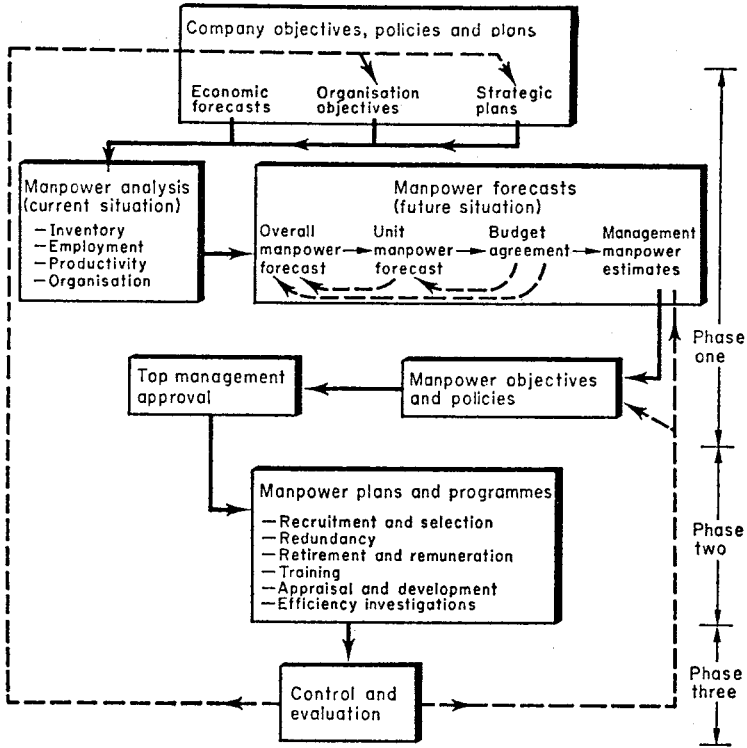 Company objectives, policies and plans
Economic
forecasts
Organisation
objectives
Strategic
plans
Manpower analysis
(current situation)
—Inventory
—Employment
—Productivity
—Organisation
Manpower forecasts
(future situation)
Overall
manpower
forecast
Unit
manpower
forecast
Budget
agreement
Management
manpower
estimates
Phase
one
Top management
approval
Manpower objectives
and policies
Manpower plans and programmes
—Recruitment and selection
—Redundancy
—Retirement and remuneration
—Training
—Appraisal and development
—Efficiency investigations
Phase
two
Control and
evaluation
Phase
three